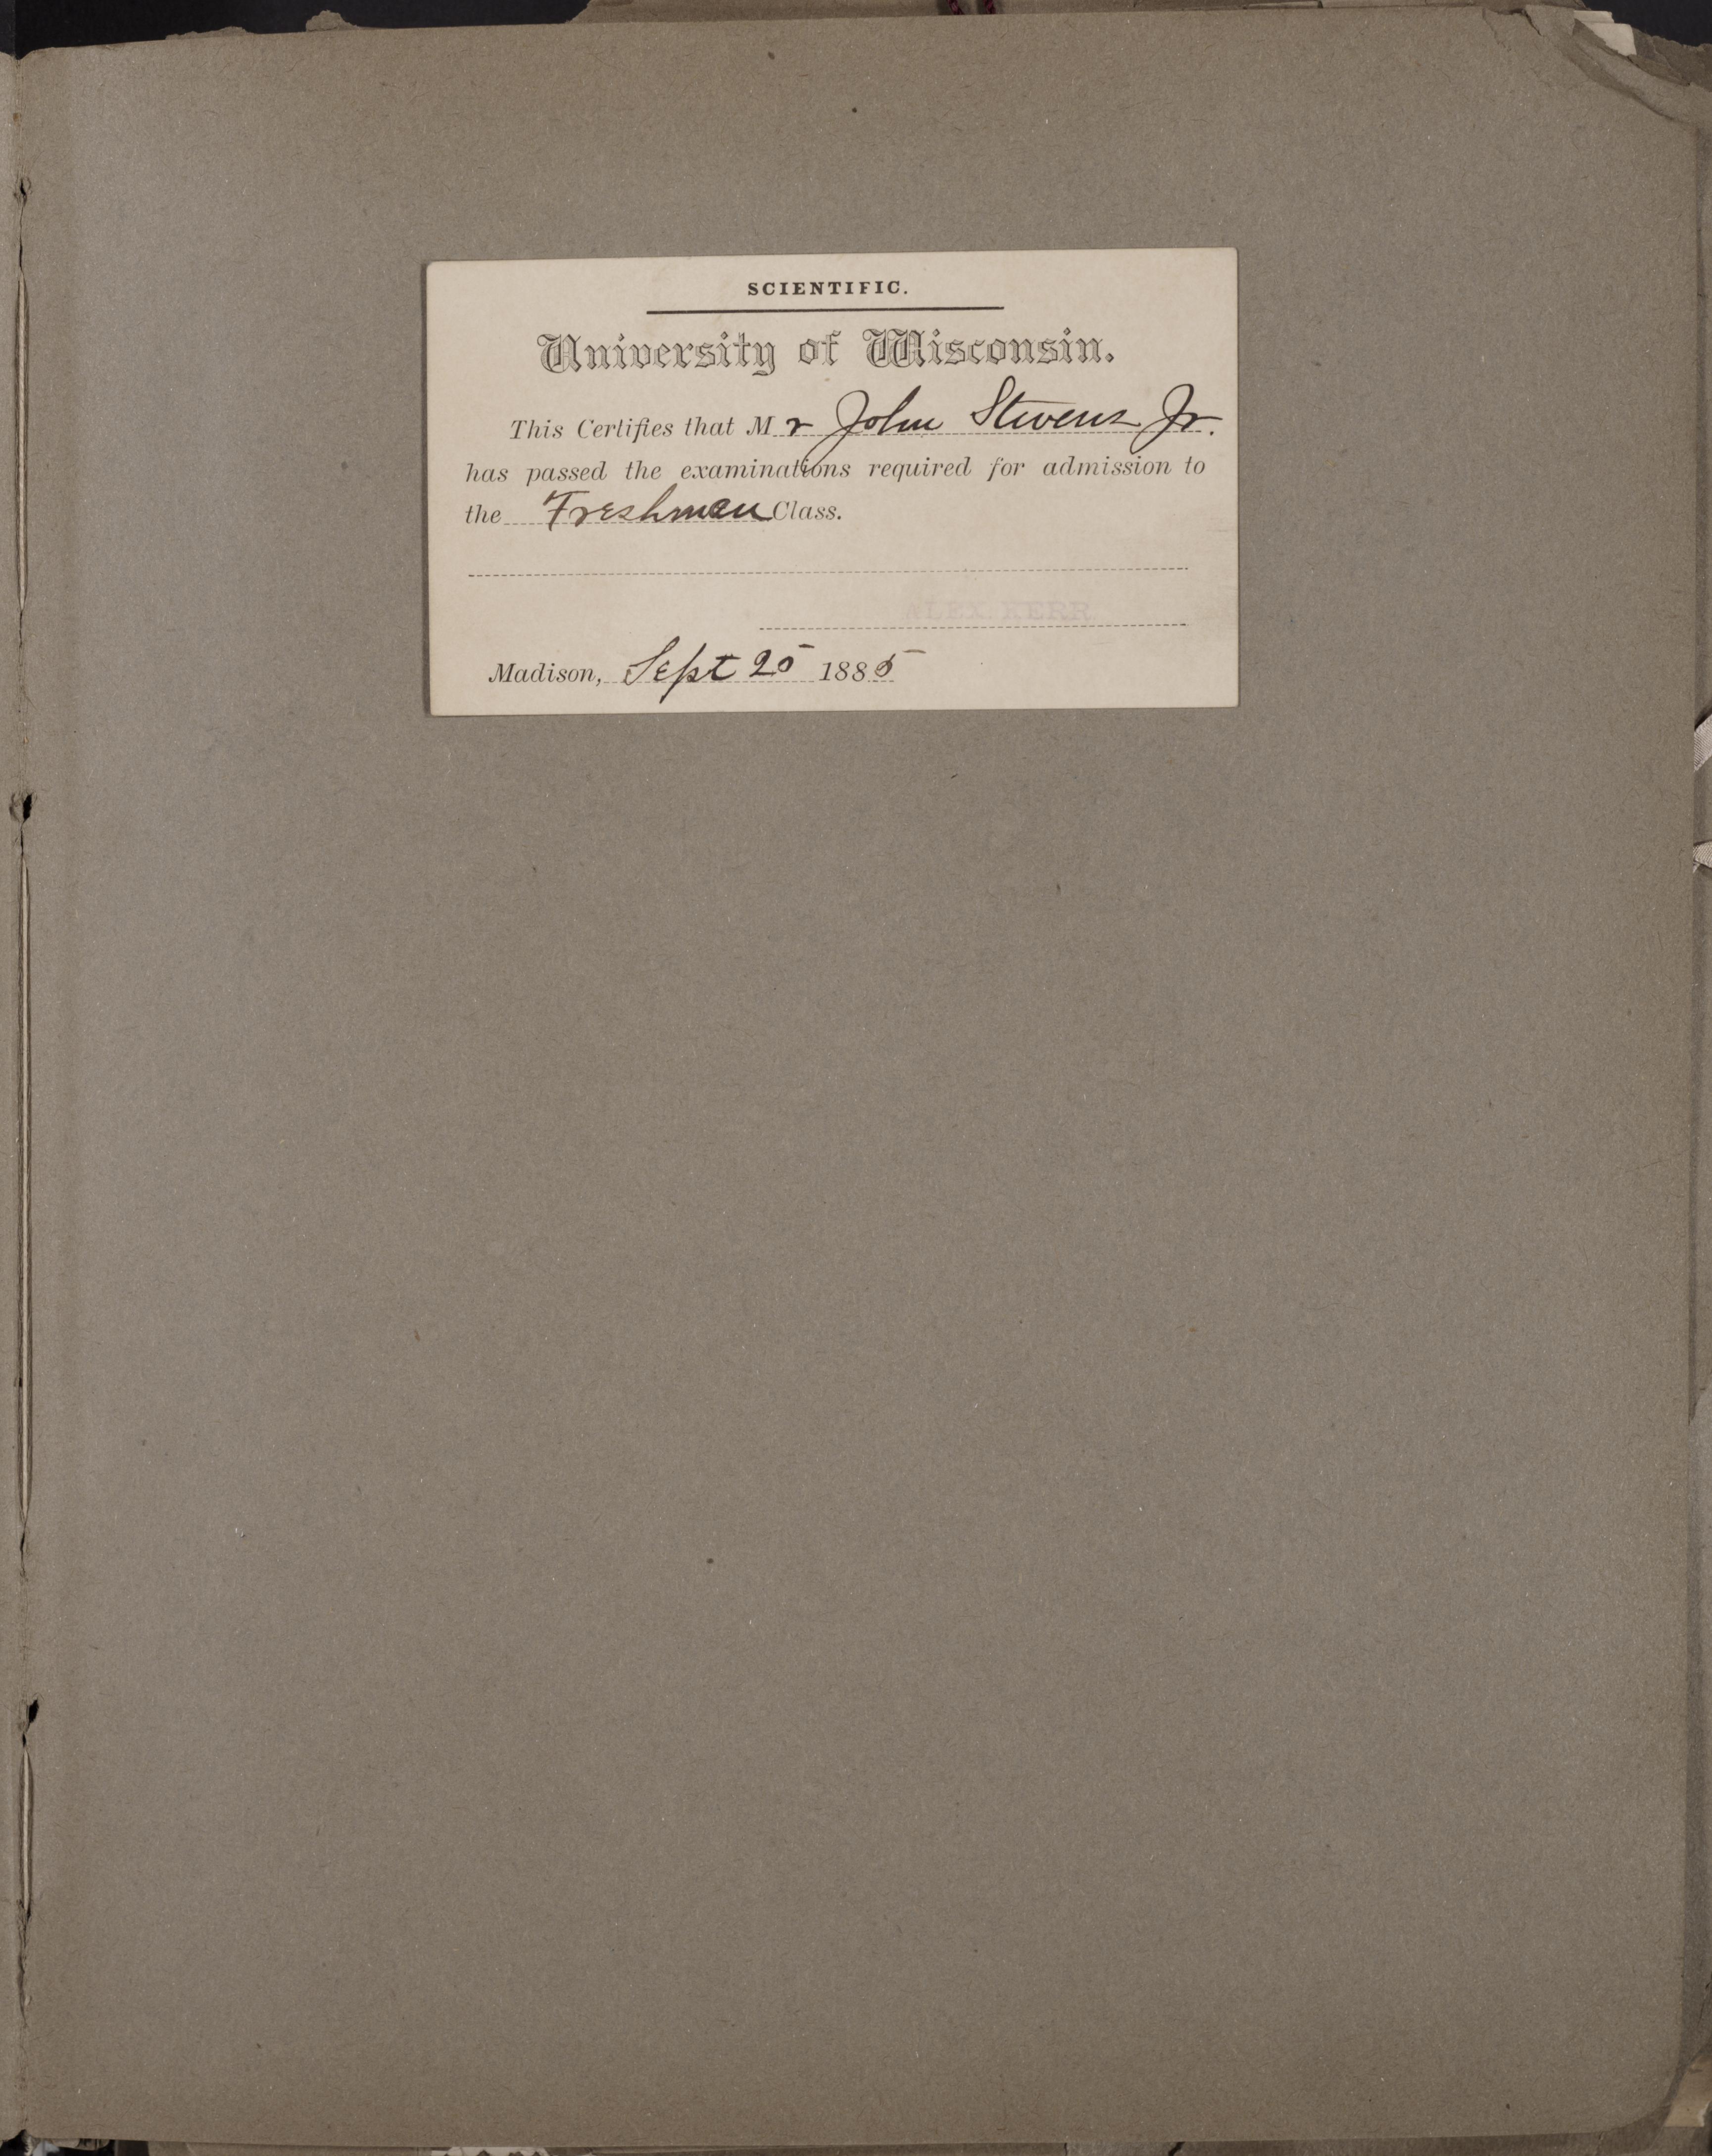 SCIENTIFIC.
University of Wisconsin.
This Certifies that Mr John Stevens Jr.
has passed the examinations required for admission to
the Freshman Class.
ALEX. KERR
Madison, Sept 25 1885